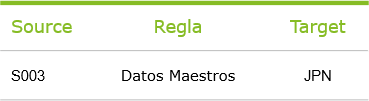 Source Regla Target
S003 Datos Maestros JPN